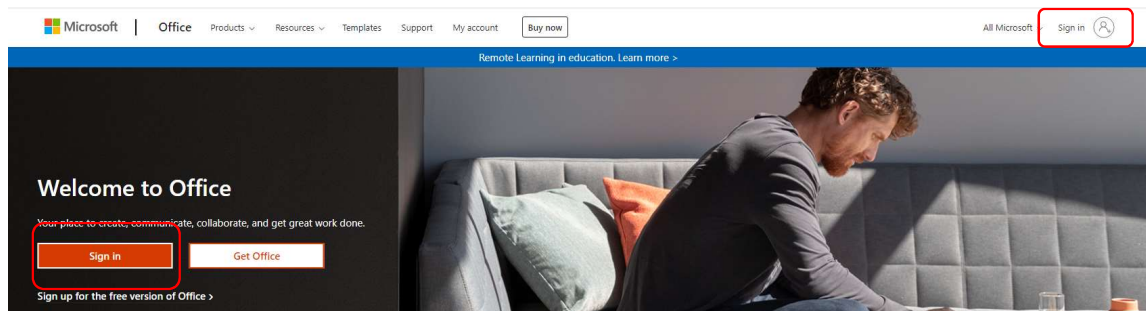 Microsoft Office Products Resources Templates Support My account Buy now All Microsoft Sign in
Remote Learning in education. Learn more >
Welcome to Office
Your place to create, communicate, collaborate, and get great work done.
Sign in Get Office
Sign up for the free version of Office >